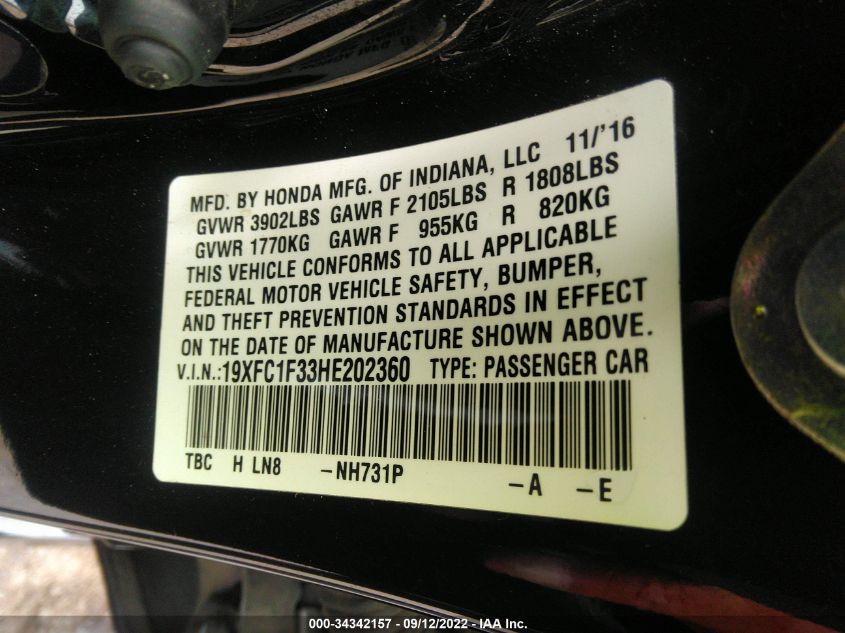 MFD. BY HONDA MFG. OF INDIANA, LLC 11/'16
GVWR 3902LBS GAWR F 2105LBS R 1808LBS
GVWR 1770KG GAWR F 955KG R 820KG
THIS VEHICLE CONFORMS TO ALL APPLICABLE
FEDERAL MOTOR VEHICLE SAFETY, BUMPER,
AND THEFT PREVENTION STANDARDS IN EFFECT
ON THE DATE OF MANUFACTURE SHOWN ABOVE.
V.I.N.:19XFC1F33HE202360 TYPE: PASSENGER CAR
TBC H LN8 -NH731P -A -E
000-34342157 - 09/12/2022 - IAA Inc.